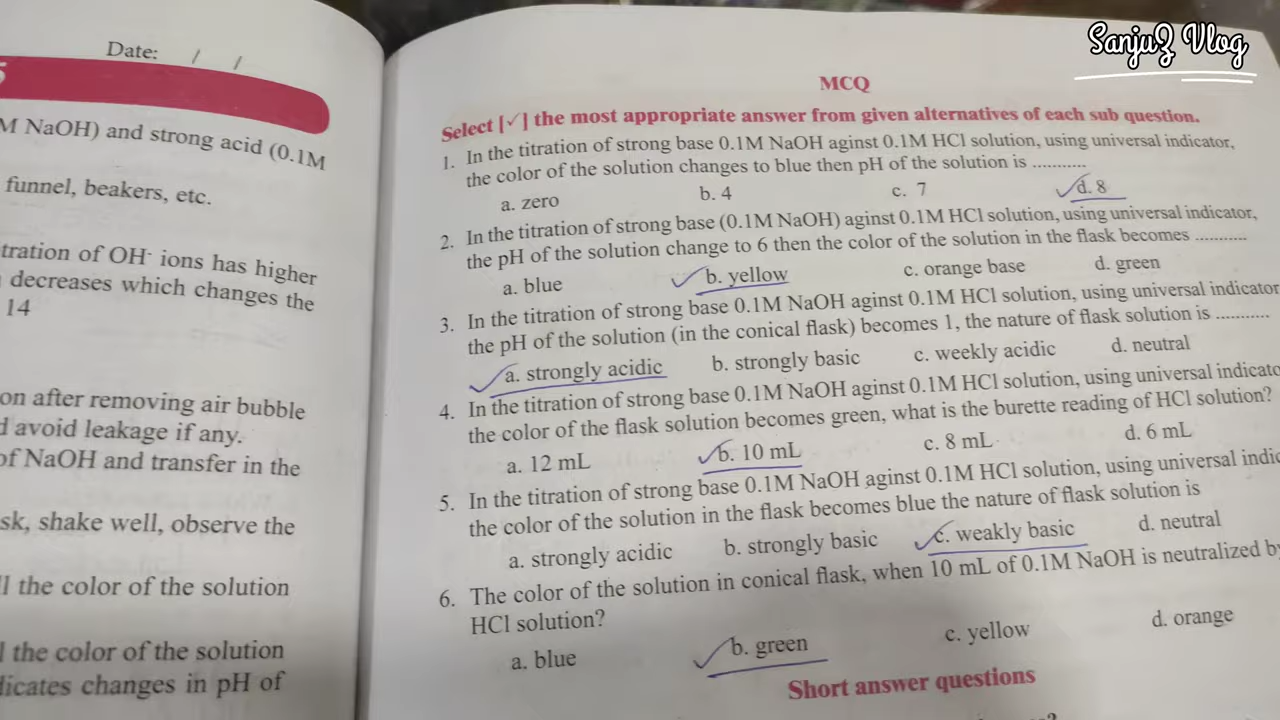 SanjuZ Vlog
Date: / /
5
M NaOH) and strong acid (0.1M
funnel, beakers, etc.
tration of OH⁻ ions has higher
decreases which changes the
14
on after removing air bubble
d avoid leakage if any.
of NaOH and transfer in the
sk, shake well, observe the
ll the color of the solution
l the color of the solution
licates changes in pH of
MCQ
Select [✓] the most appropriate answer from given alternatives of each sub question.
1. In the titration of strong base 0.1M NaOH aginst 0.1M HCl solution, using universal indicator,
the color of the solution changes to blue then pH of the solution is ...........
a. zero b. 4 c. 7 d. 8
2. In the titration of strong base (0.1M NaOH) aginst 0.1M HCl solution, using universal indicator,
the pH of the solution change to 6 then the color of the solution in the flask becomes ...........
a. blue b. yellow c. orange base d. green
3. In the titration of strong base 0.1M NaOH aginst 0.1M HCl solution, using universal indicator
the pH of the solution (in the conical flask) becomes 1, the nature of flask solution is ...........
a. strongly acidic b. strongly basic c. weekly acidic d. neutral
4. In the titration of strong base 0.1M NaOH aginst 0.1M HCl solution, using universal indicato
the color of the flask solution becomes green, what is the burette reading of HCl solution?
a. 12 mL b. 10 mL c. 8 mL d. 6 mL
5. In the titration of strong base 0.1M NaOH aginst 0.1M HCl solution, using universal indic
the color of the solution in the flask becomes blue the nature of flask solution is
a. strongly acidic b. strongly basic c. weakly basic d. neutral
6. The color of the solution in conical flask, when 10 mL of 0.1M NaOH is neutralized by
HCl solution?
a. blue b. green c. yellow d. orange
Short answer questions